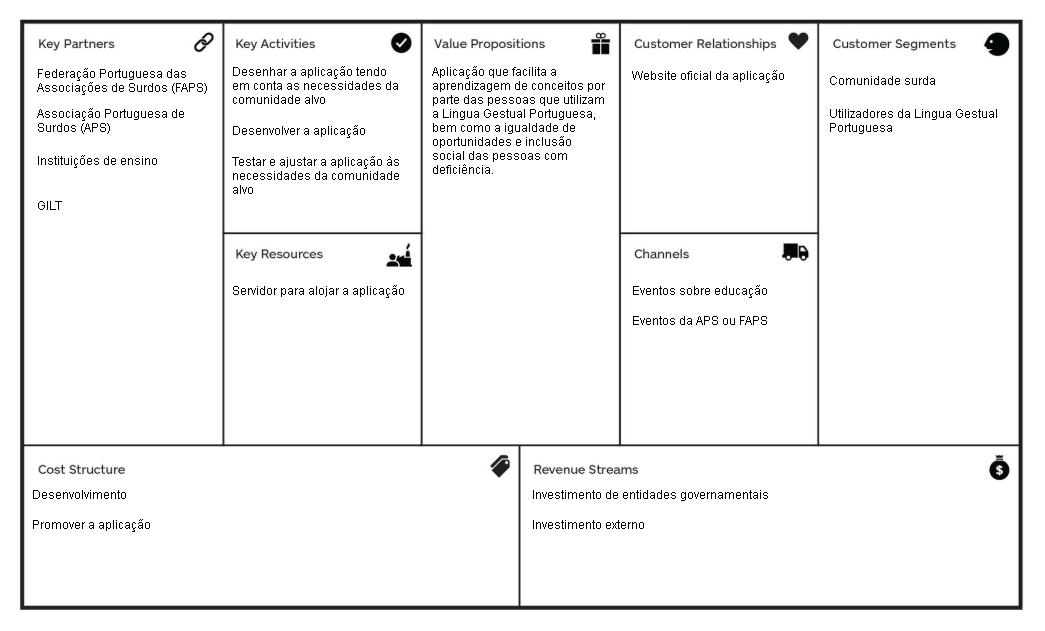 Key Partners
Federação Portuguesa das
Associações de Surdos (FAPS)
Associação Portuguesa de
Surdos (APS)
Instituições de ensino
GILT
Key Activities
Desenhar a aplicação tendo
em conta as necessidades da
comunidade alvo
Desenvolver a aplicação
Testar e ajustar a aplicação às
necessidades da comunidade
alvo
Key Resources
Servidor para alojar a aplicação
Value Propositions
Aplicação que facilita a
aprendizagem de conceitos por
parte das pessoas que utilizam
a Lingua Gestual Portuguesa,
bem como a igualdade de
oportunidades e inclusão
social das pessoas com
deficiência.
Customer Relationships
Website oficial da aplicação
Channels
Eventos sobre educação
Eventos da APS ou FAPS
Customer Segments
Comunidade surda
Utilizadores da Lingua Gestual
Portuguesa
Cost Structure
Desenvolvimento
Promover a aplicação
Revenue Streams
$
Investimento de entidades governamentais
Investimento externo